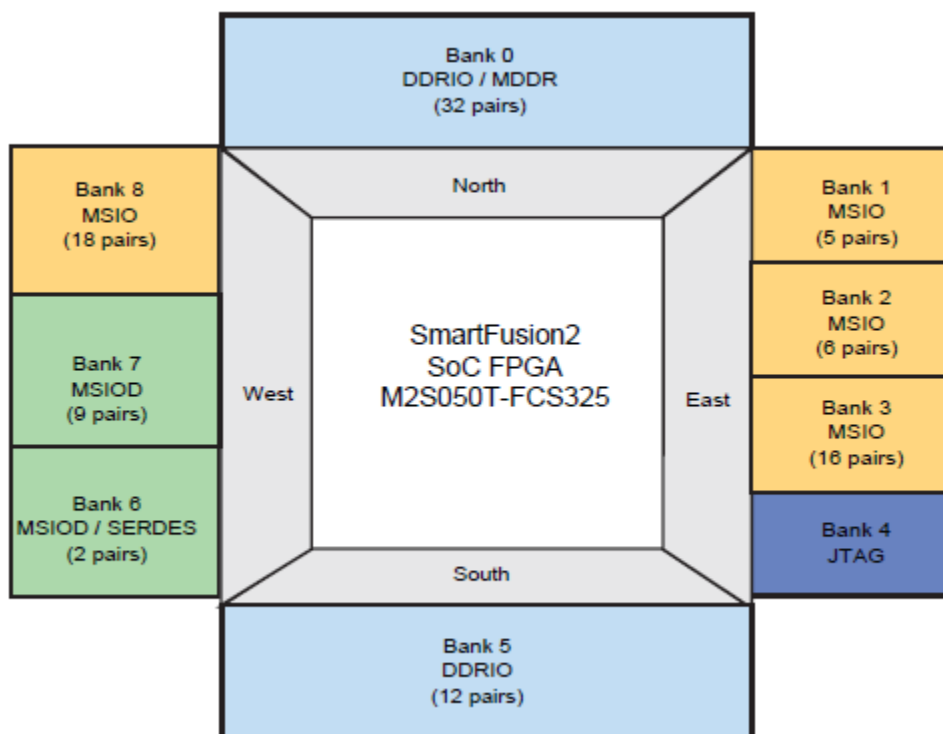 Bank 0
DDRIO / MDDR
(32 pairs)
Bank 8
MSIO
(18 pairs)
North
Bank 1
MSIO
(5 pairs)
Bank 7
MSIOD
(9 pairs)
West
SmartFusion2
SoC FPGA
M2S050T-FCS325
East
Bank 2
MSIO
(6 pairs)
Bank 3
MSIO
(16 pairs)
Bank 6
MSIOD / SERDES
(2 pairs)
South
Bank 4
JTAG
Bank 5
DDRIO
(12 pairs)